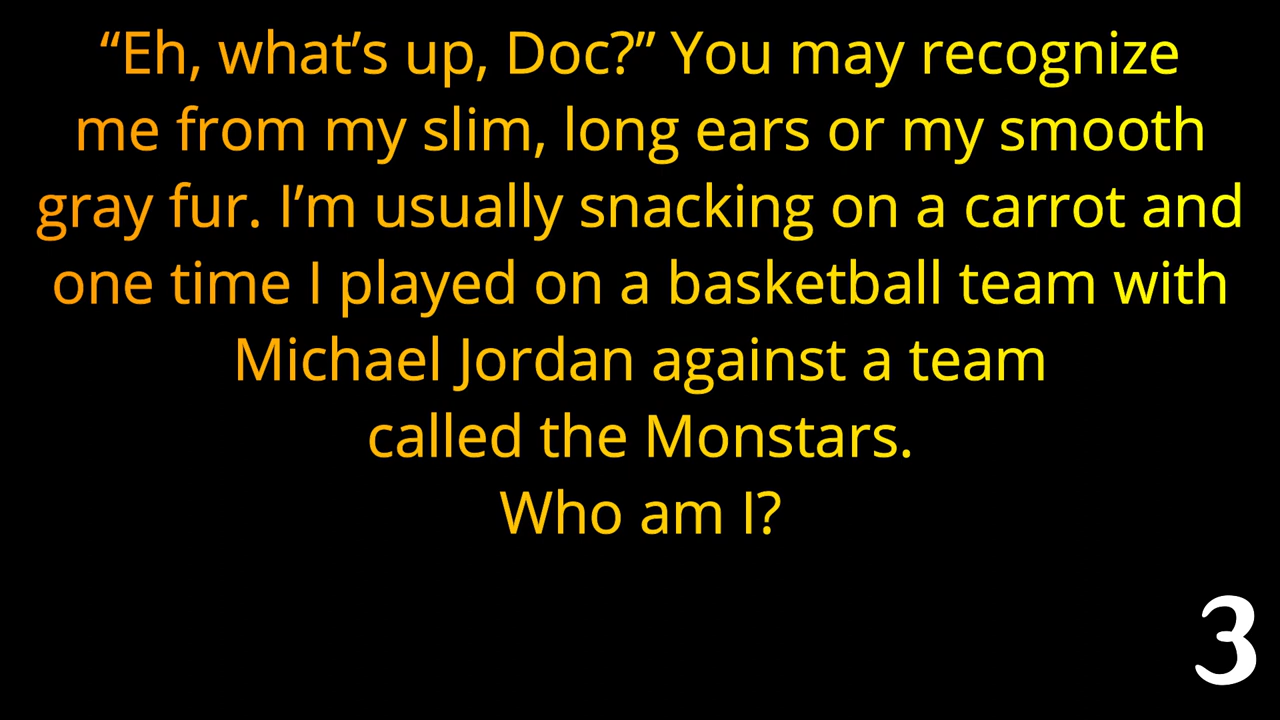 “Eh, what’s up, Doc?” You may recognize
me from my slim, long ears or my smooth
gray fur. I’m usually snacking on a carrot and
one time I played on a basketball team with
Michael Jordan against a team
called the Monstars.
Who am I?
3